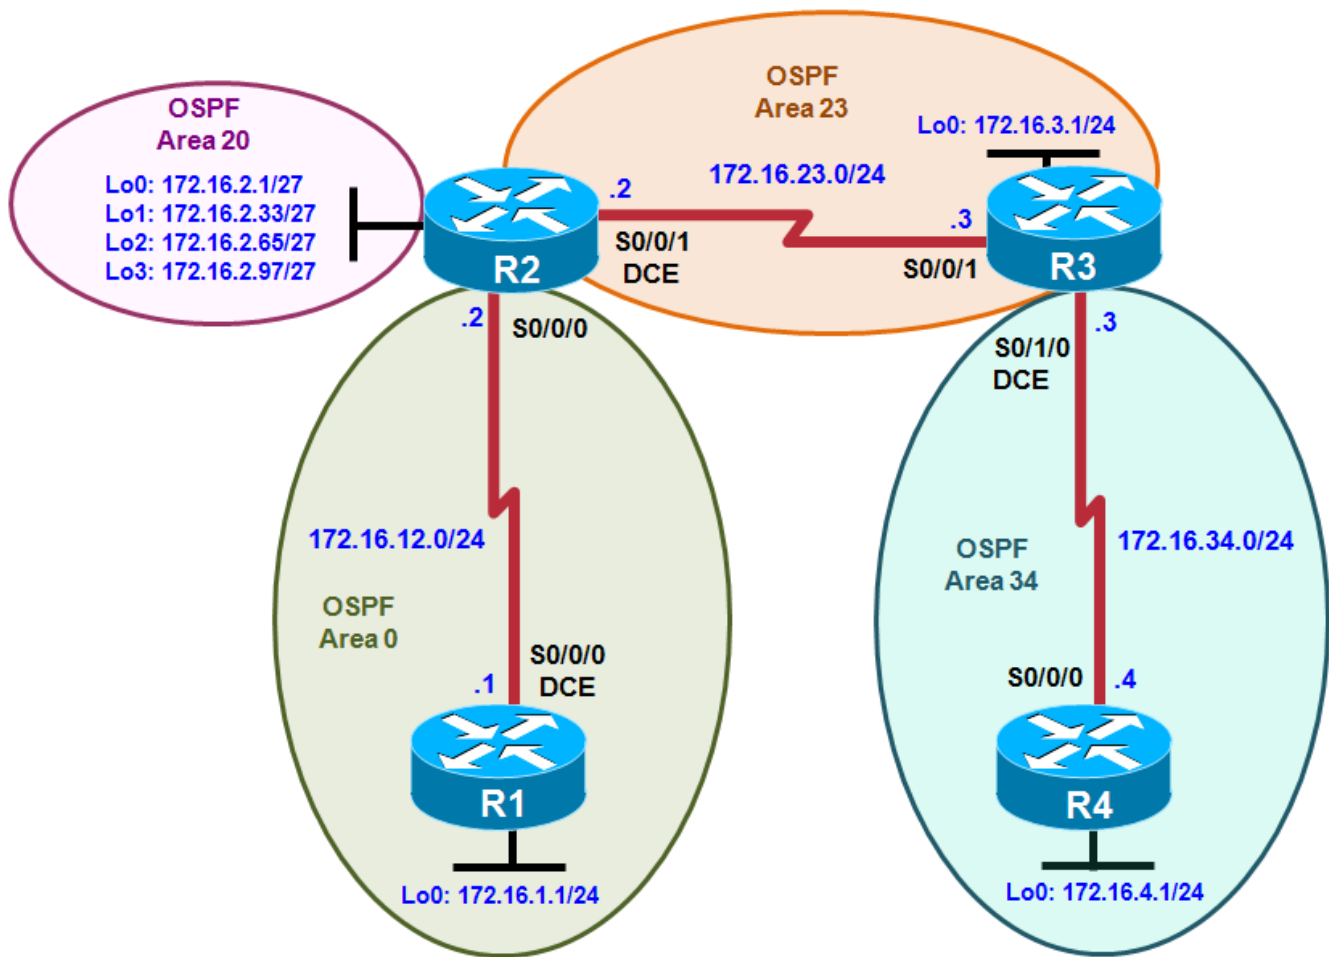 OSPF
Area 20
Lo0: 172.16.2.1/27
Lo1: 172.16.2.33/27
Lo2: 172.16.2.65/27
Lo3: 172.16.2.97/27
OSPF
Area 23
Lo0: 172.16.3.1/24
172.16.23.0/24
.2
S0/0/1
DCE
.3
S0/0/1
R2
R3
.2
S0/0/0
.3
S0/1/0
DCE
172.16.12.0/24
OSPF
Area 0
172.16.34.0/24
OSPF
Area 34
S0/0/0
DCE
.1
S0/0/0
.4
R1
R4
Lo0: 172.16.1.1/24
Lo0: 172.16.4.1/24